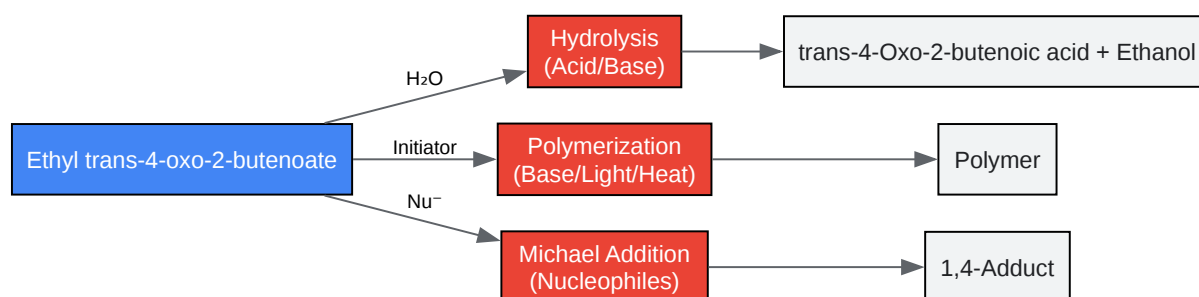 Hydrolysis
(Acid/Base)
trans-4-Oxo-2-butenoic acid + Ethanol
H₂O
Ethyl trans-4-oxo-2-butenoate
Initiator
Polymerization
(Base/Light/Heat)
Polymer
Nu⁻
Michael Addition
(Nucleophiles)
1,4-Adduct